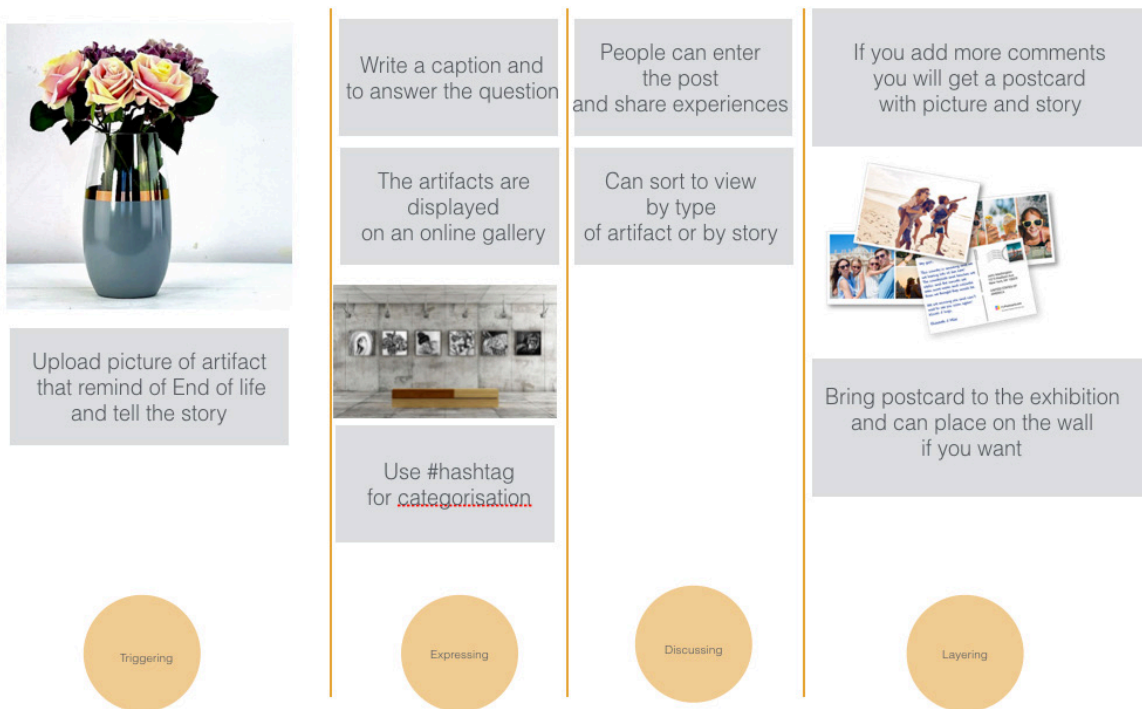 Upload picture of artifact
that remind of End of life
and tell the story
Triggering
Write a caption and
to answer the question
The artifacts are
displayed
on an online gallery
Use #hashtag
for categorisation
Expressing
People can enter
the post
and share experiences
Can sort to view
by type
of artifact or by story
Discussing
If you add more comments
you will get a postcard
with picture and story
Bring postcard to the exhibition
and can place on the wall
if you want
Layering